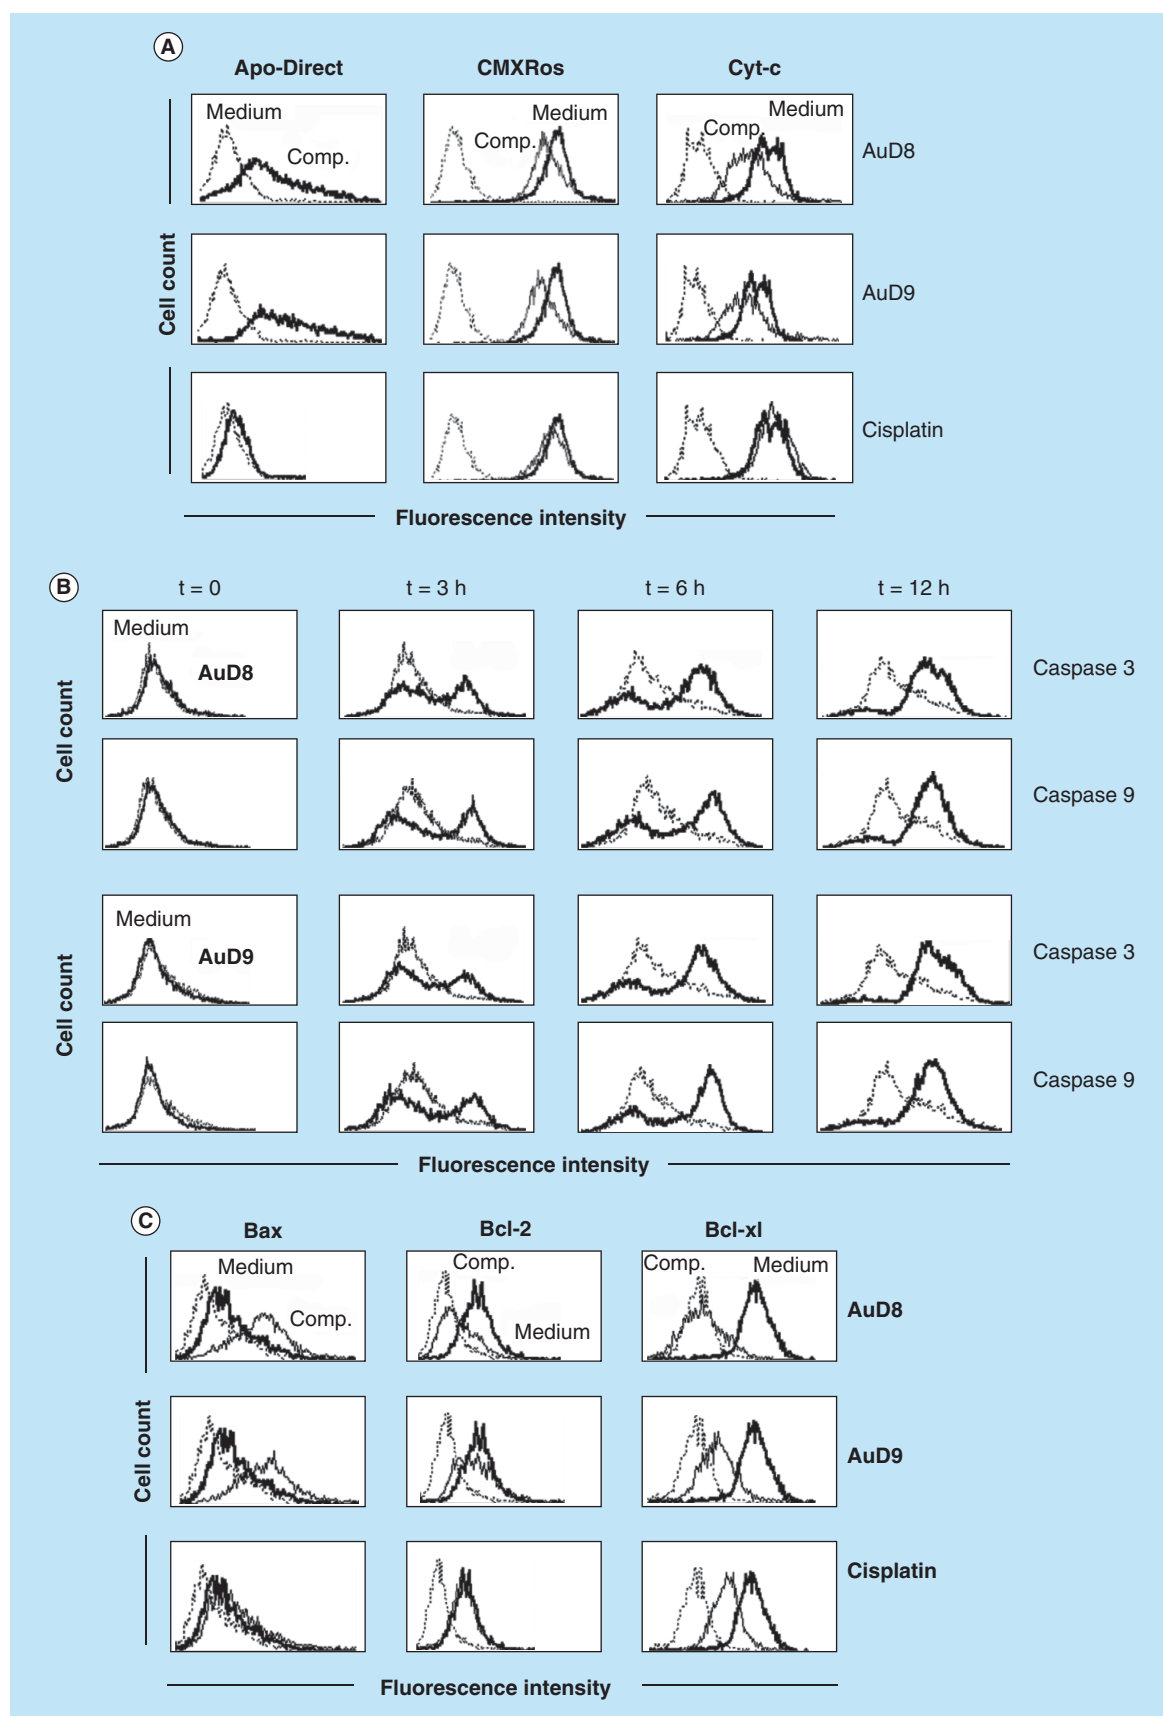 A
Apo-Direct CMXRos Cyt-c
Medium
Comp.
Medium
Comp.
Medium
Comp.
AuD8
AuD9
Cisplatin
Cell count
Fluorescence intensity
B
t = 0 t = 3 h t = 6 h t = 12 h
Medium
AuD8
Caspase 3
Cell count
Caspase 9
Medium
AuD9
Caspase 3
Cell count
Caspase 9
Fluorescence intensity
C
Bax Bcl-2 Bcl-xl
Medium
Comp.
Comp.
Medium
Comp. Medium
AuD8
AuD9
Cell count
Cisplatin
Fluorescence intensity